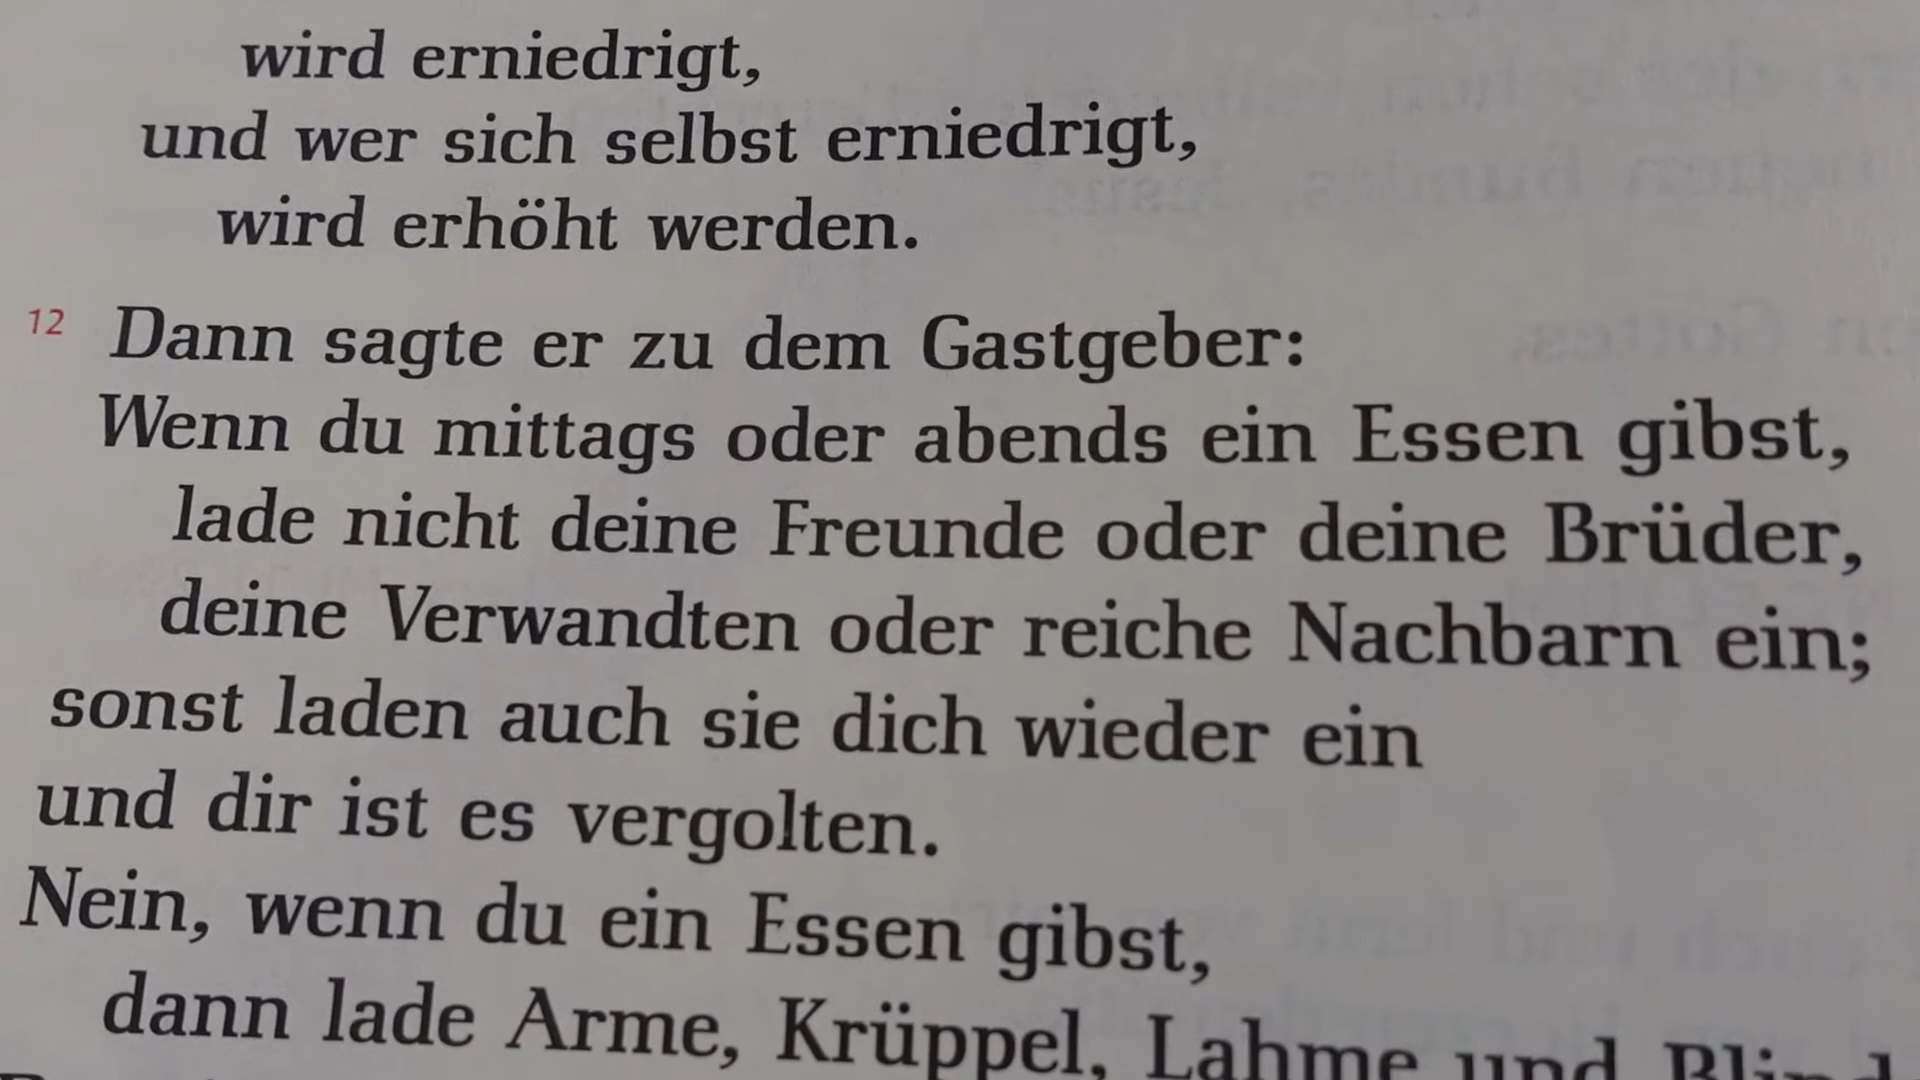 wird erniedrigt,
und wer sich selbst erniedrigt,
wird erhöht werden.
12 Dann sagte er zu dem Gastgeber:
Wenn du mittags oder abends ein Essen gibst,
lade nicht deine Freunde oder deine Brüder,
deine Verwandten oder reiche Nachbarn ein;
sonst laden auch sie dich wieder ein
und dir ist es vergolten.
Nein, wenn du ein Essen gibst,
dann lade Arme, Krüppel, Lahme und